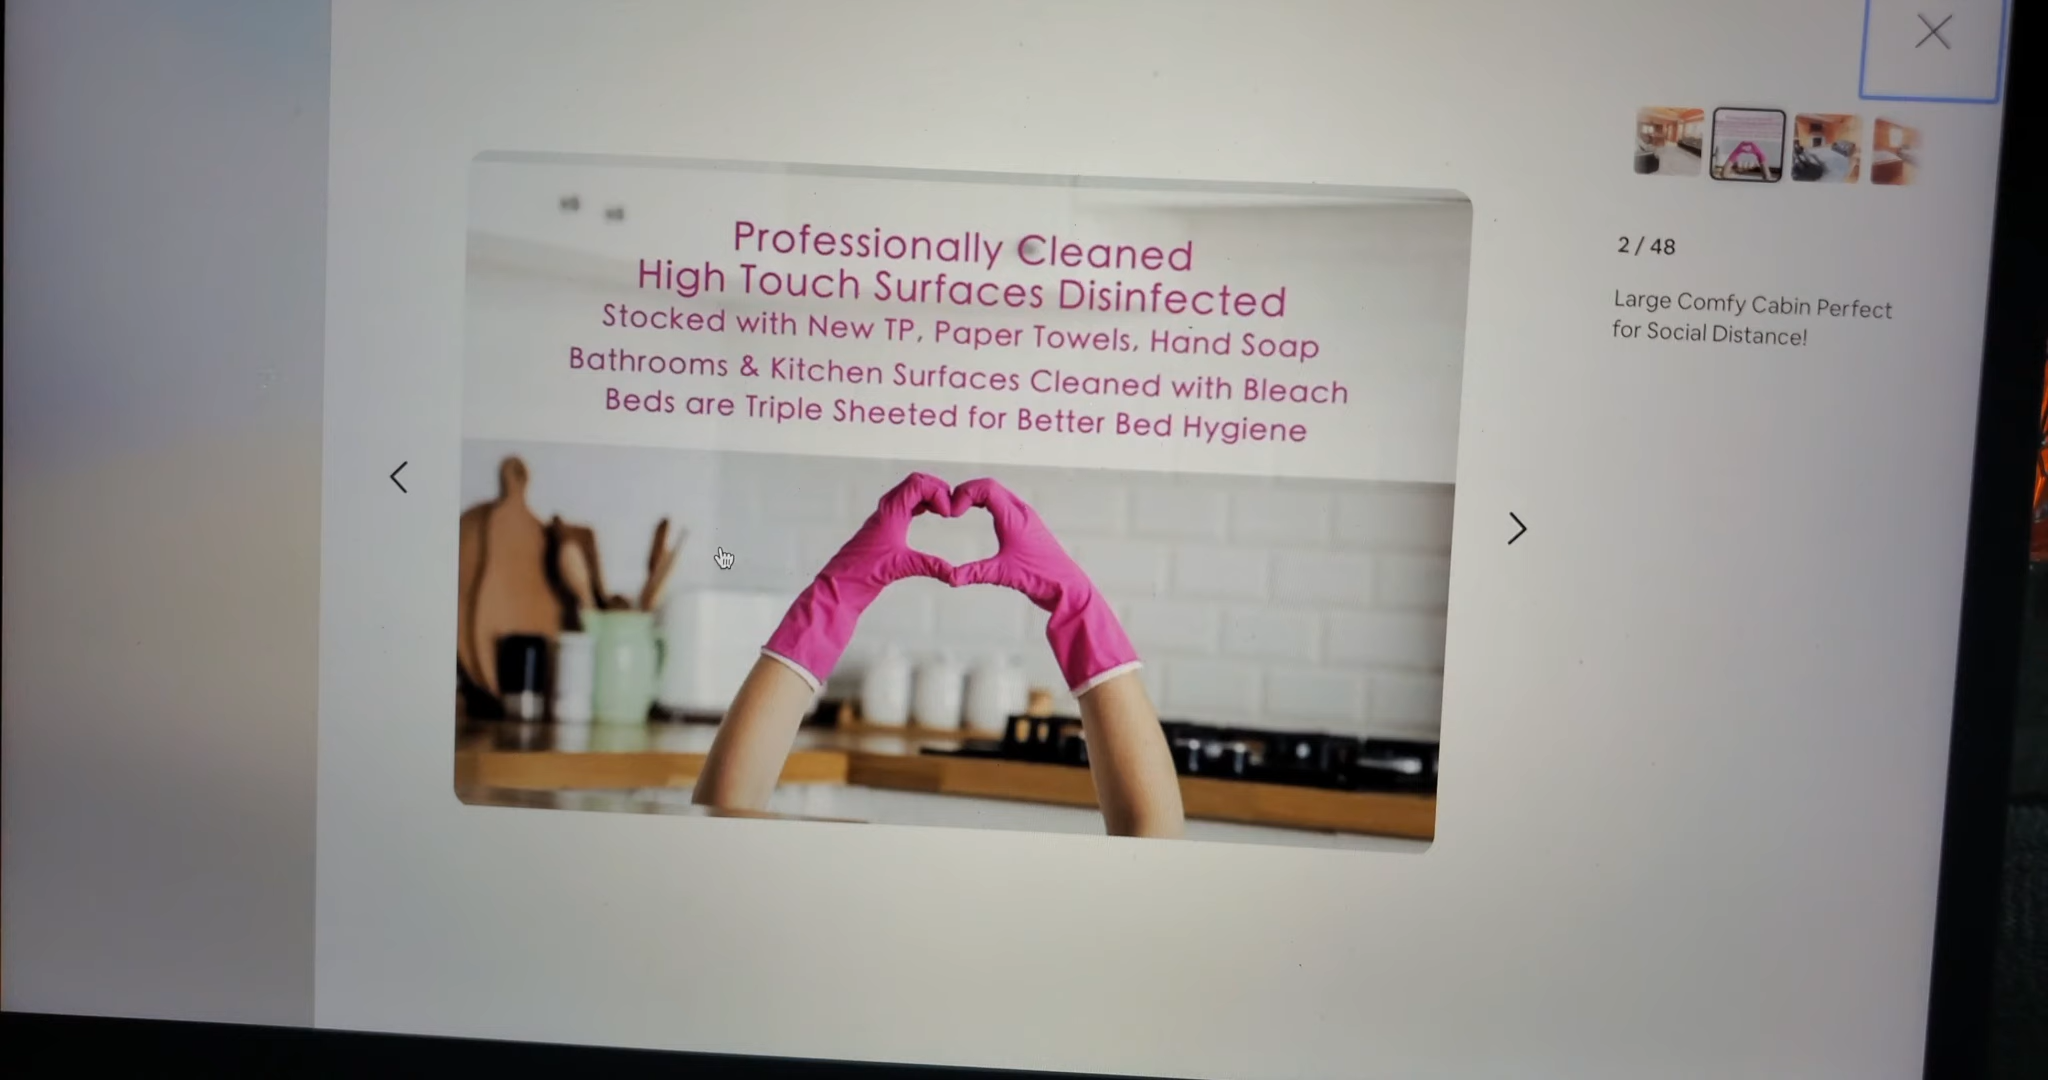 Professionally Cleaned
High Touch Surfaces Disinfected
Stocked with New TP, Paper Towels, Hand Soap
Bathrooms & Kitchen Surfaces Cleaned with Bleach
Beds are Triple Sheeted for Better Bed Hygiene
2 / 48
Large Comfy Cabin Perfect
for Social Distance!